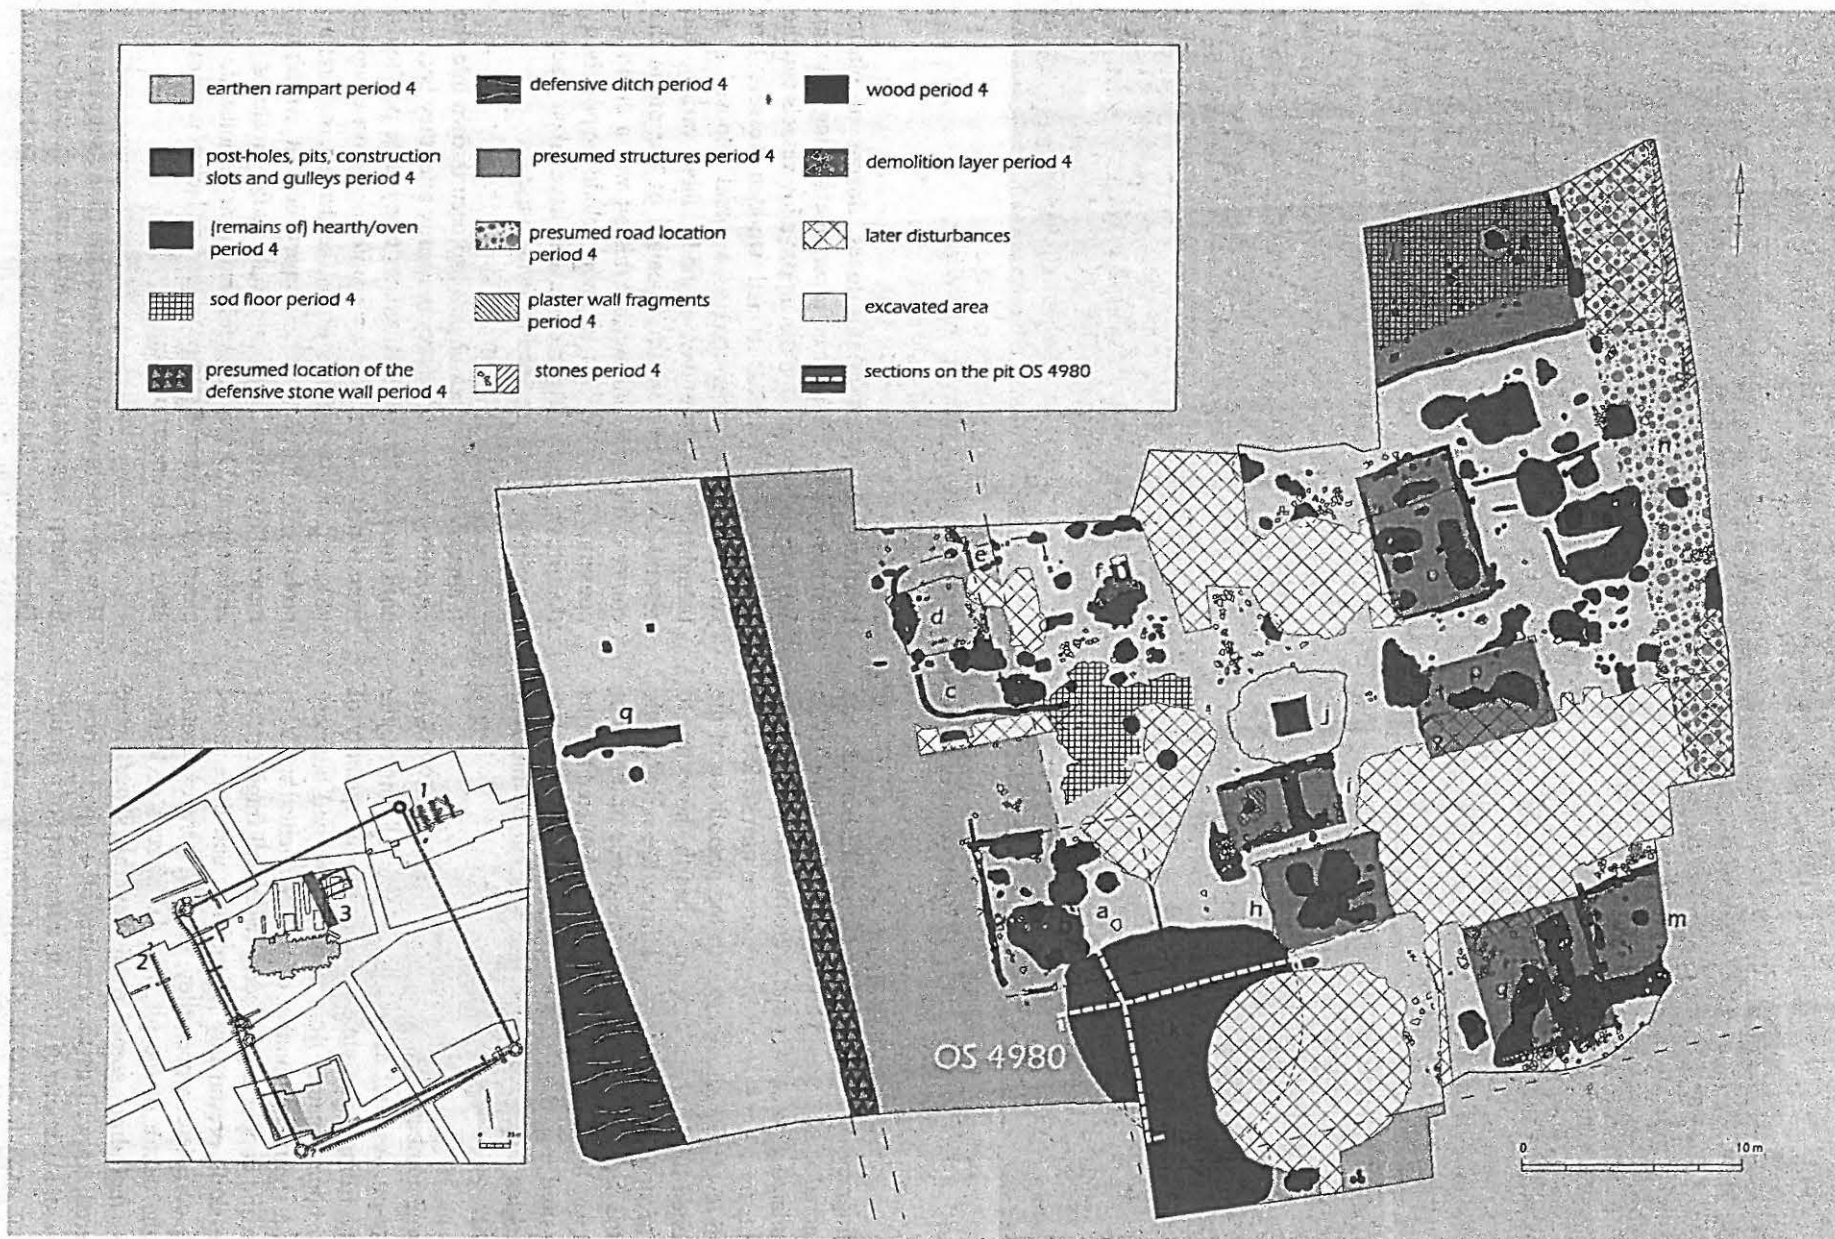 earthen rampart period 4
post-holes, pits, construction
slots and gulleys period 4
(remains of) hearth/oven
period 4
sod floor period 4
presumed location of the
defensive stone wall period 4
defensive ditch period 4
presumed structures period 4
presumed road location
period 4
plaster wall fragments
period 4
stones period 4
wood period 4
demolition layer period 4
later disturbances
excavated area
sections on the pit OS 4980
e
f
d
c
n
o
p
q
j
i
a
b
h
m
g
OS 4980
0 10 m
1
2
3